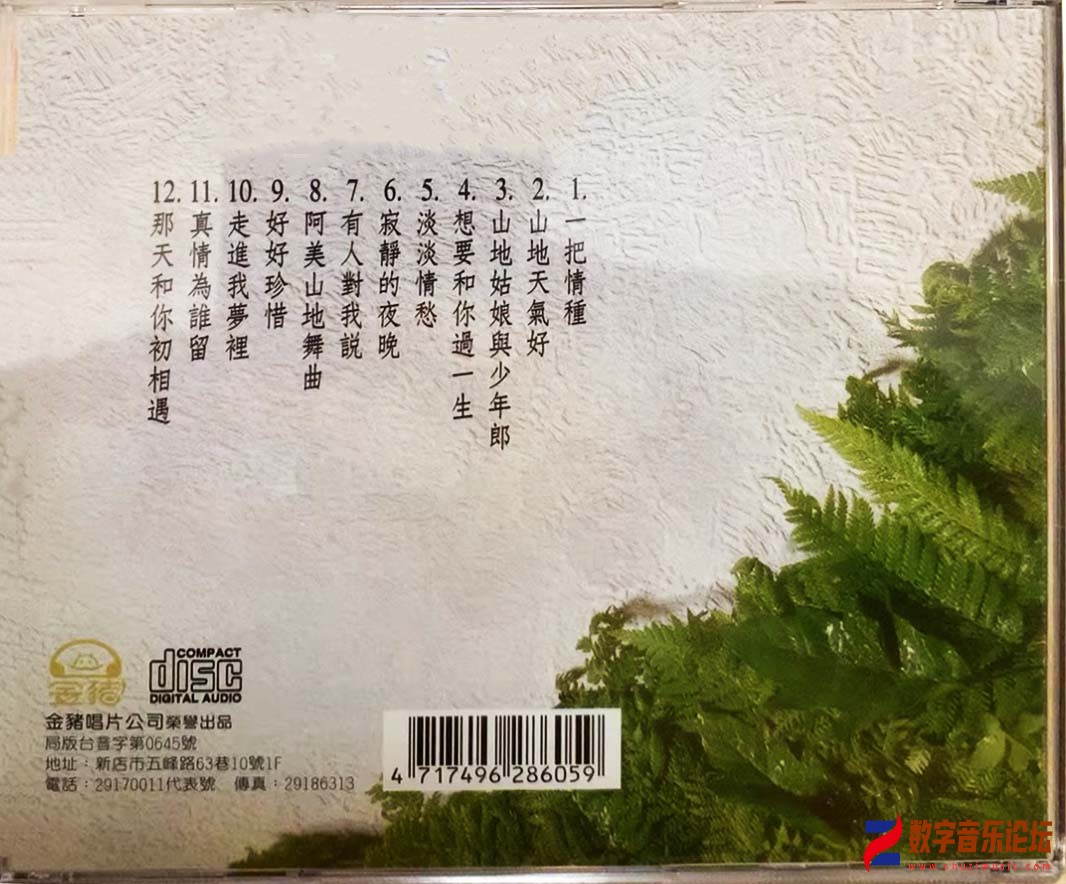 1.一把情種
2.山地天氣好
3.山地姑娘與少年郎
4.想要和你過一生
5.淡淡情愁
6.寂靜的夜晚
7.有人對我說
8.阿美山地舞曲
9.好好珍惜
10.走進我夢裡
11.真情為誰留
12.那天和你初相遇
金豬
COMPACT
disc
DIGITAL AUDIO
金豬唱片公司榮譽出品
局版台音字第0645號
地址：新店市五峰路63巷10號1F
電話：29170011代表號　傳真：29186313
4 717496 286059
数字音乐论坛